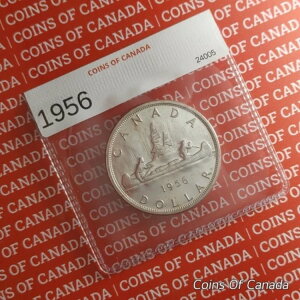 COINS OF CANADA
24005
1956
CANADA
1956
DOLLAR
COINS OF CANADA COINS OF CANADA
Coins Of Canada